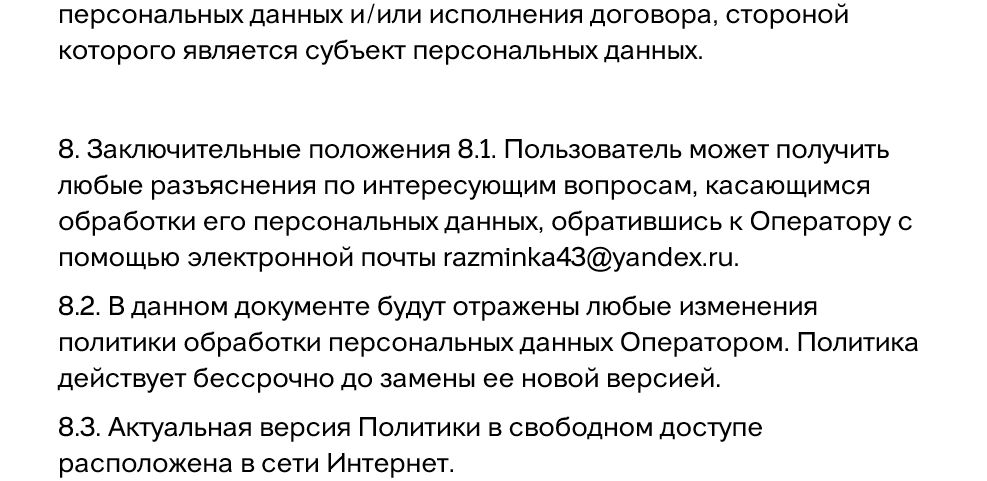 персональных данных и/или исполнения договора, стороной
которого является субъект персональных данных.
8. Заключительные положения 8.1. Пользователь может получить
любые разъяснения по интересующим вопросам, касающимся
обработки его персональных данных, обратившись к Оператору с
помощью электронной почты razminka43@yandex.ru.
8.2. В данном документе будут отражены любые изменения
политики обработки персональных данных Оператором. Политика
действует бессрочно до замены ее новой версией.
8.3. Актуальная версия Политики в свободном доступе
расположена в сети Интернет.